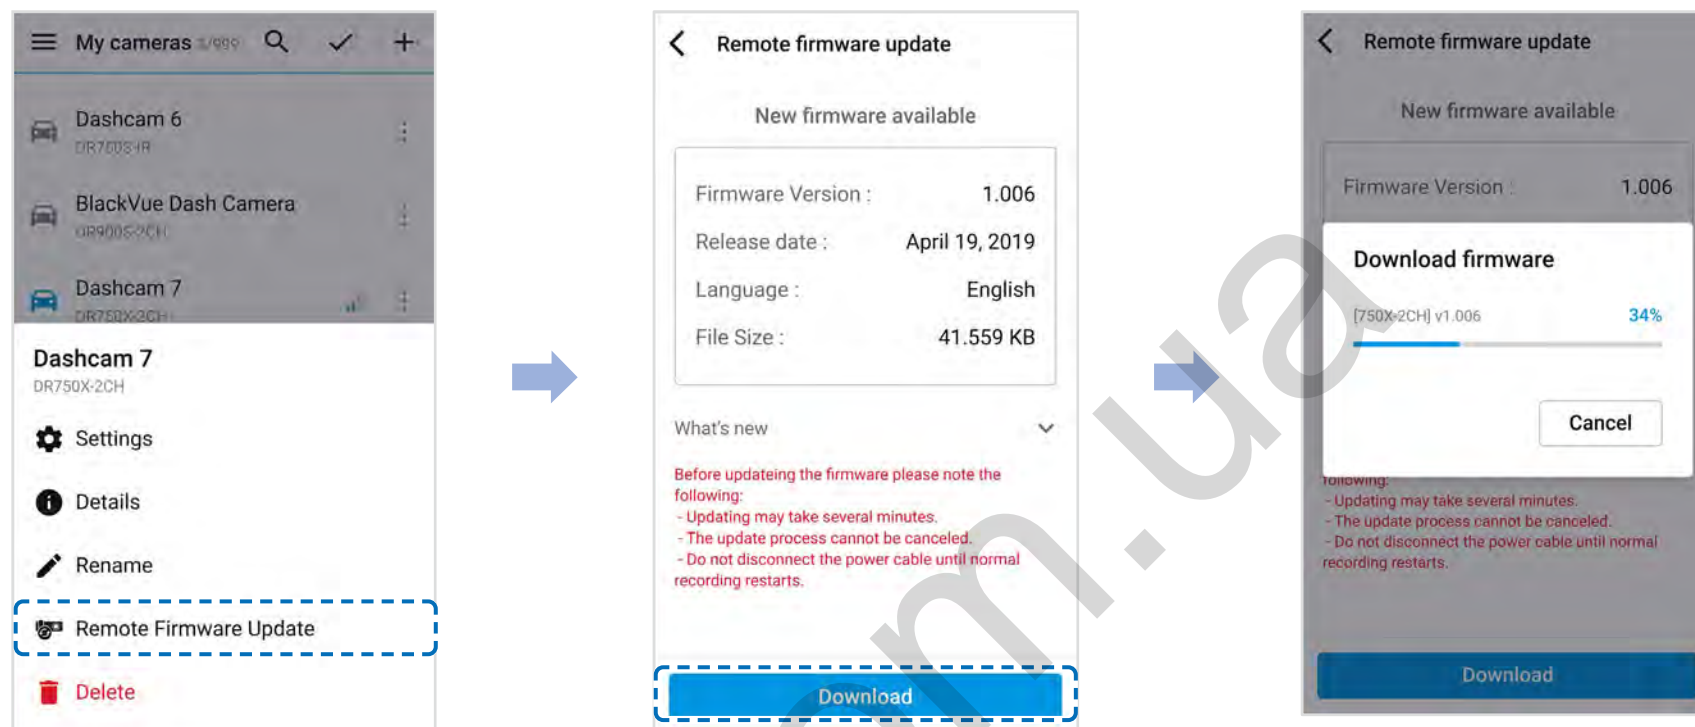 My cameras
Dashcam 6
BlackVue Dash Camera
Dashcam 7
DR750X-2CH
Dashcam 7
DR750X-2CH
Settings
Details
Rename
Remote Firmware Update
Delete
Remote firmware update
New firmware available
Firmware Version : 1.006
Release date : April 19, 2019
Language : English
File Size : 41.559 KB
What's new
Before updateing the firmware please note the
following:
- Updating may take several minutes.
- The update process cannot be canceled.
- Do not disconnect the power cable until normal
recording restarts.
Download
Remote firmware update
New firmware available
Firmware Version : 1.006
Download firmware
[750X-2CH] v1.006 34%
Cancel
following:
- Updating may take several minutes.
- The update process cannot be canceled.
- Do not disconnect the power cable until normal
recording restarts.
Download
om.ua